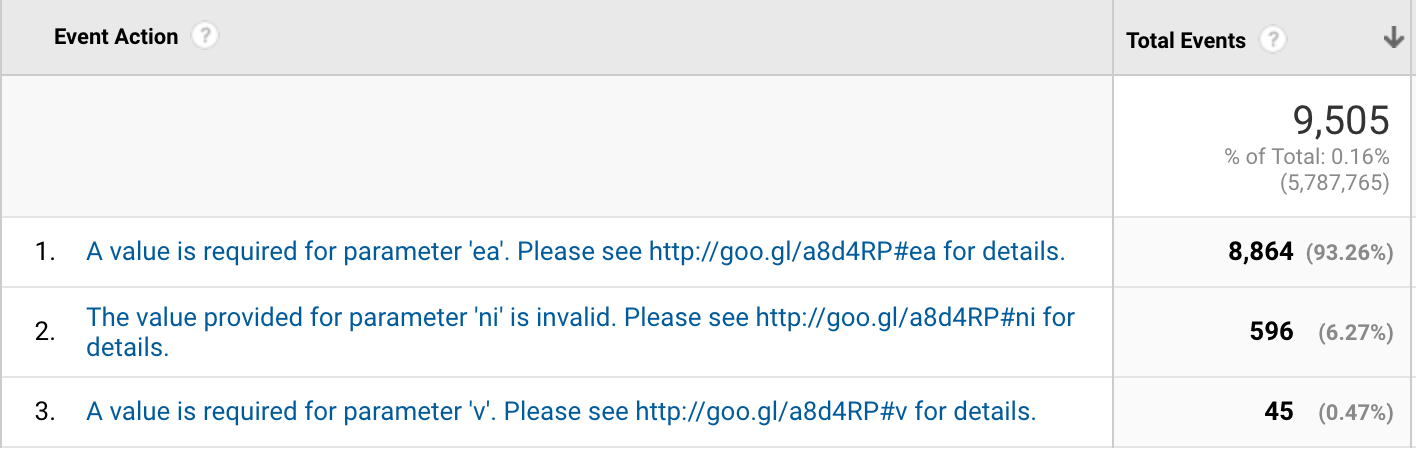 Event Action ?
Total Events ?
9,505
% of Total: 0.16%
(5,787,765)
1. A value is required for parameter 'ea'. Please see http://goo.gl/a8d4RP#ea for details. 8,864 (93.26%)
2. The value provided for parameter 'ni' is invalid. Please see http://goo.gl/a8d4RP#ni for
details.
596 (6.27%)
3. A value is required for parameter 'v'. Please see http://goo.gl/a8d4RP#v for details. 45 (0.47%)